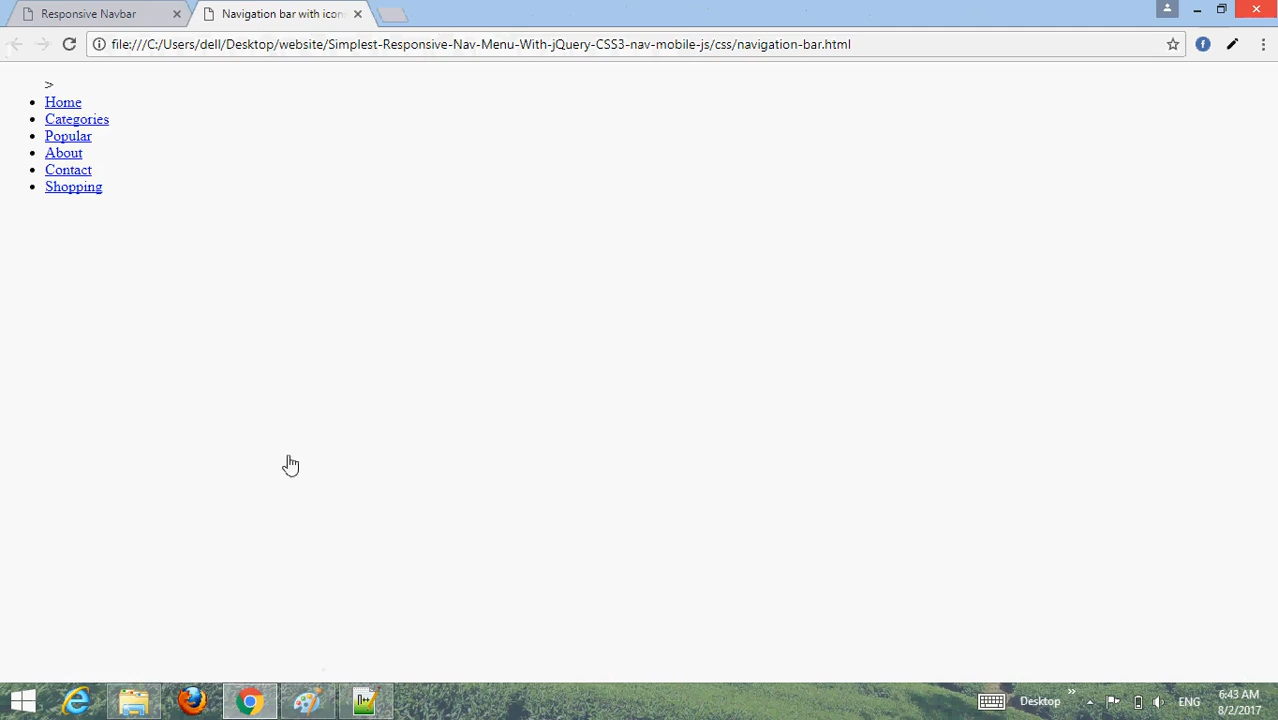 Responsive Navbar
Navigation bar with icon
file:///C:/Users/dell/Desktop/website/Simplest-Responsive-Nav-Menu-With-jQuery-CSS3-nav-mobile-js/css/navigation-bar.html
>
Home
Categories
Popular
About
Contact
Shopping
Desktop
ENG
6:43 AM
8/2/2017